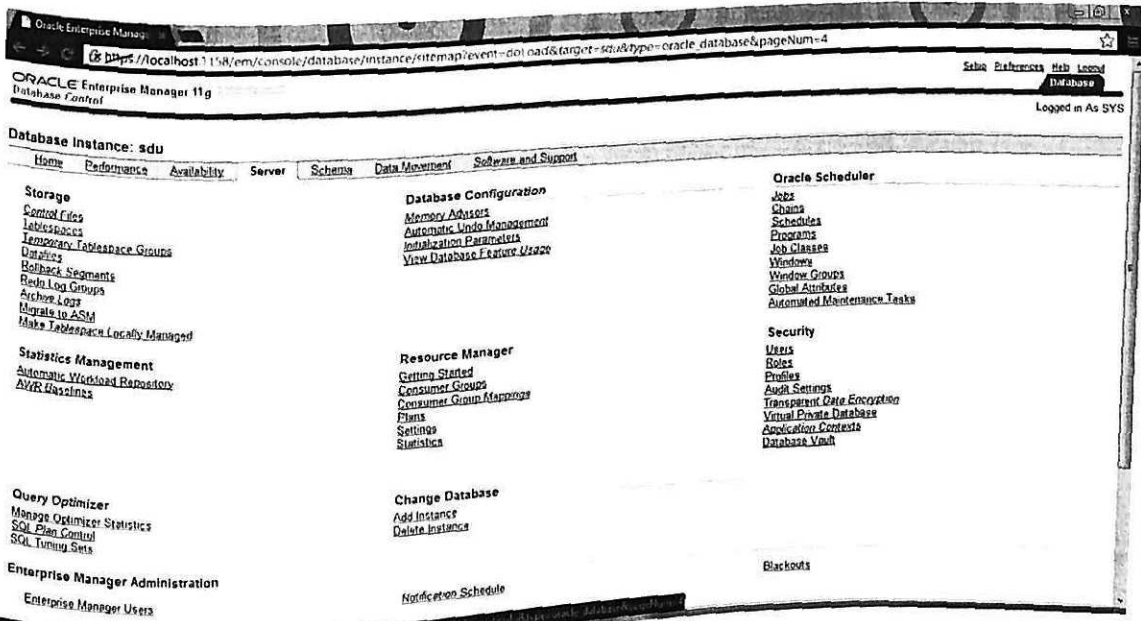 Oracle Enterprise Manag
https://localhost:1158/em/console/database/instance/sitemap?event=doLoad&target=sdu&type=oracle_database&pageNum=4
Setup Preferences Help Logout
ORACLE Enterprise Manager 11g
Database Control
Database
Logged in As SYS
Database Instance: sdu
Home Performance Availability Server Schema Data Movement Software and Support
Storage
Control Files
Tablespaces
Temporary Tablespace Groups
Datafiles
Rollback Segments
Redo Log Groups
Archive Logs
Migrate to ASM
Make Tablespace Locally Managed
Database Configuration
Memory Advisors
Automatic Undo Management
Initialization Parameters
View Database Feature Usage
Oracle Scheduler
Jobs
Chains
Schedules
Programs
Job Classes
Windows
Window Groups
Global Attributes
Automated Maintenance Tasks
Statistics Management
Automatic Workload Repository
AWR Baselines
Resource Manager
Getting Started
Consumer Groups
Consumer Group Mappings
Plans
Settings
Statistics
Security
Users
Roles
Profiles
Audit Settings
Transparent Data Encryption
Virtual Private Database
Application Contexts
Database Vault
Query Optimizer
Manage Optimizer Statistics
SQL Plan Control
SQL Tuning Sets
Change Database
Add Instance
Delete Instance
Enterprise Manager Administration
Enterprise Manager Users
Notification Schedule
Blackouts